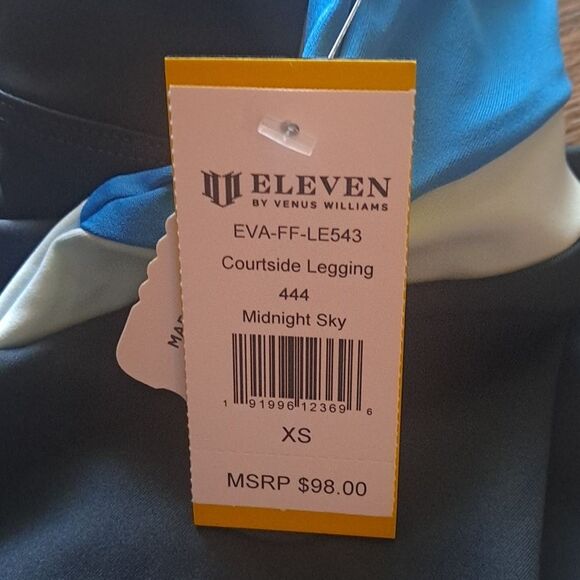 ELEVEN
BY VENUS WILLIAMS
EVA-FF-LE543
Courtside Legging
444
Midnight Sky
1 91996 12369 6
XS
MSRP $98.00
MAD